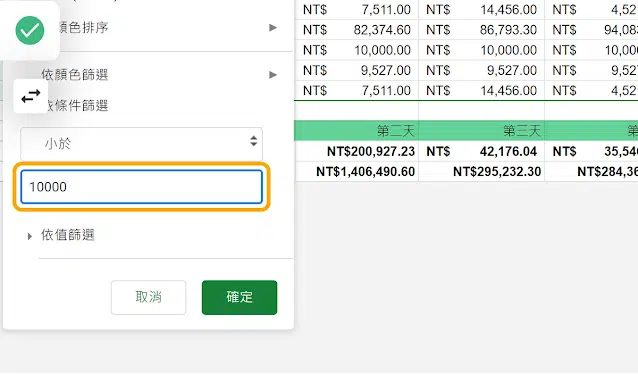 顏色排序
依顏色篩選
依條件篩選
小於
10000
依值篩選
取消 確定
NT$ 7,511.00 NT$ 14,456.00 NT$ 4,52
NT$ 82,374.60 NT$ 86,793.30 NT$ 94,083
NT$ 10,000.00 NT$ 10,000.00 NT$ 10,00
NT$ 9,527.00 NT$ 9,527.00 NT$ 9,527
NT$ 7,511.00 NT$ 14,456.00 NT$ 4,521
第二天 第三天 第
NT$200,927.23 NT$ 42,176.04 NT$ 35,540
NT$1,406,490.60 NT$295,232.30 NT$284,36